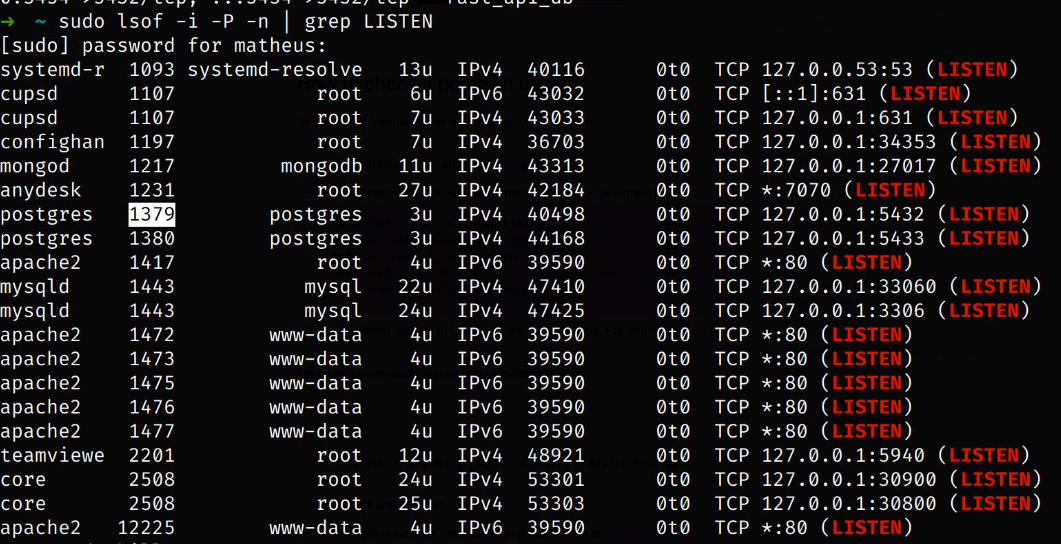 ➜ ~ sudo lsof -i -P -n | grep LISTEN
[sudo] password for matheus:
systemd-r 1093 systemd-resolve 13u IPv4 40116 0t0 TCP 127.0.0.53:53 (LISTEN)
cupsd 1107 root 6u IPv6 43032 0t0 TCP [::1]:631 (LISTEN)
cupsd 1107 root 7u IPv4 43033 0t0 TCP 127.0.0.1:631 (LISTEN)
confighan 1197 root 7u IPv4 36703 0t0 TCP 127.0.0.1:34353 (LISTEN)
mongod 1217 mongodb 11u IPv4 43313 0t0 TCP 127.0.0.1:27017 (LISTEN)
anydesk 1231 root 27u IPv4 42184 0t0 TCP *:7070 (LISTEN)
postgres 1379 postgres 3u IPv4 40498 0t0 TCP 127.0.0.1:5432 (LISTEN)
postgres 1380 postgres 3u IPv4 44168 0t0 TCP 127.0.0.1:5433 (LISTEN)
apache2 1417 root 4u IPv6 39590 0t0 TCP *:80 (LISTEN)
mysqld 1443 mysql 22u IPv4 47410 0t0 TCP 127.0.0.1:33060 (LISTEN)
mysqld 1443 mysql 24u IPv4 47425 0t0 TCP 127.0.0.1:3306 (LISTEN)
apache2 1472 www-data 4u IPv6 39590 0t0 TCP *:80 (LISTEN)
apache2 1473 www-data 4u IPv6 39590 0t0 TCP *:80 (LISTEN)
apache2 1475 www-data 4u IPv6 39590 0t0 TCP *:80 (LISTEN)
apache2 1476 www-data 4u IPv6 39590 0t0 TCP *:80 (LISTEN)
apache2 1477 www-data 4u IPv6 39590 0t0 TCP *:80 (LISTEN)
teamviewe 2201 root 12u IPv4 48921 0t0 TCP 127.0.0.1:5940 (LISTEN)
core 2508 root 24u IPv4 53301 0t0 TCP 127.0.0.1:30900 (LISTEN)
core 2508 root 25u IPv4 53303 0t0 TCP 127.0.0.1:30800 (LISTEN)
apache2 12225 www-data 4u IPv6 39590 0t0 TCP *:80 (LISTEN)